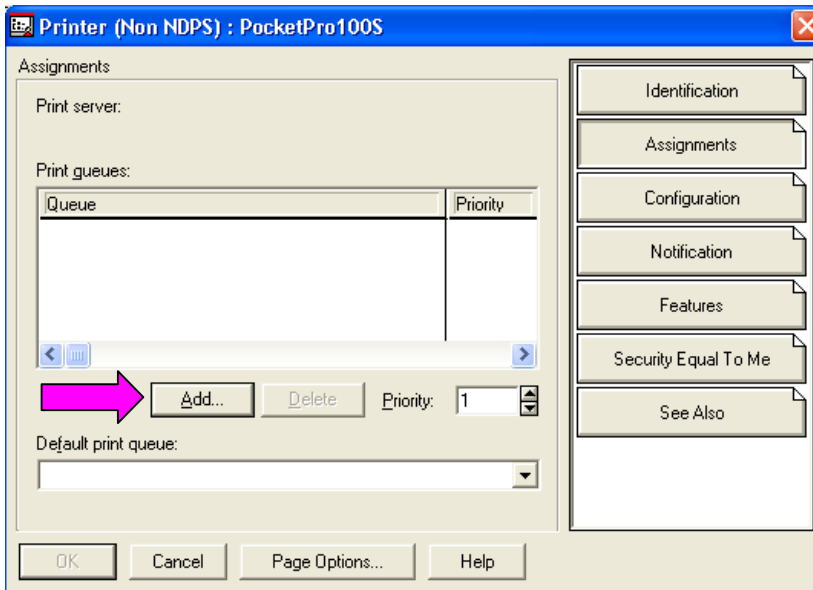 Printer (Non NDPS) : PocketPro100S
Assignments
Print server:
Print queues:
Queue Priority
Add... Delete Priority: 1
Default print queue:
OK Cancel Page Options... Help
Identification
Assignments
Configuration
Notification
Features
Security Equal To Me
See Also